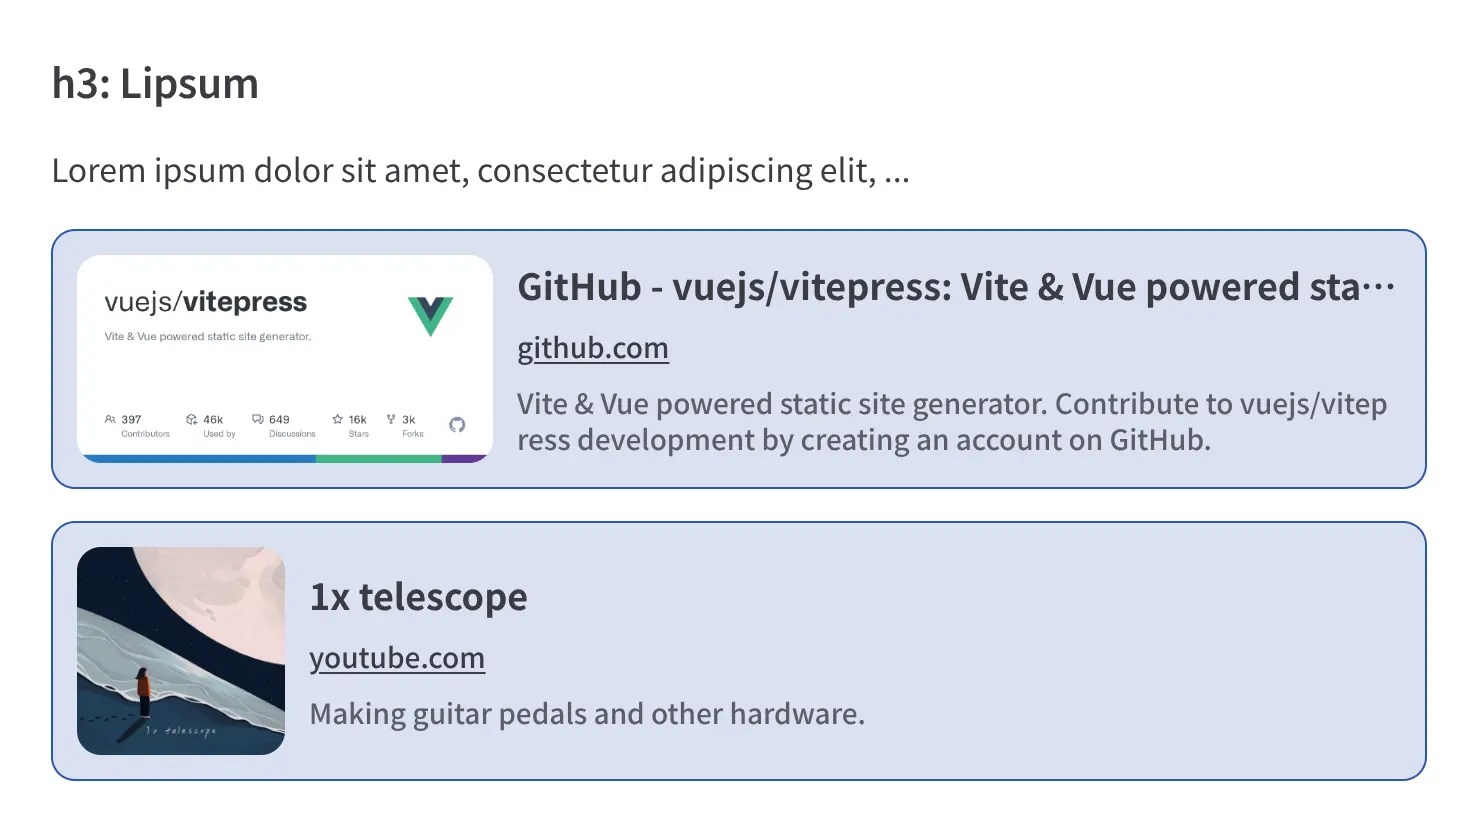 h3: Lipsum
Lorem ipsum dolor sit amet, consectetur adipiscing elit, ...
vuejs/vitepress
Vite & Vue powered static site generator.
397 46k 649 16k 3k
Contributors Used by Discussions Stars Forks
GitHub - vuejs/vitepress: Vite & Vue powered sta…
github.com
Vite & Vue powered static site generator. Contribute to vuejs/vitep
ress development by creating an account on GitHub.
1x telescope
1x telescope
youtube.com
Making guitar pedals and other hardware.